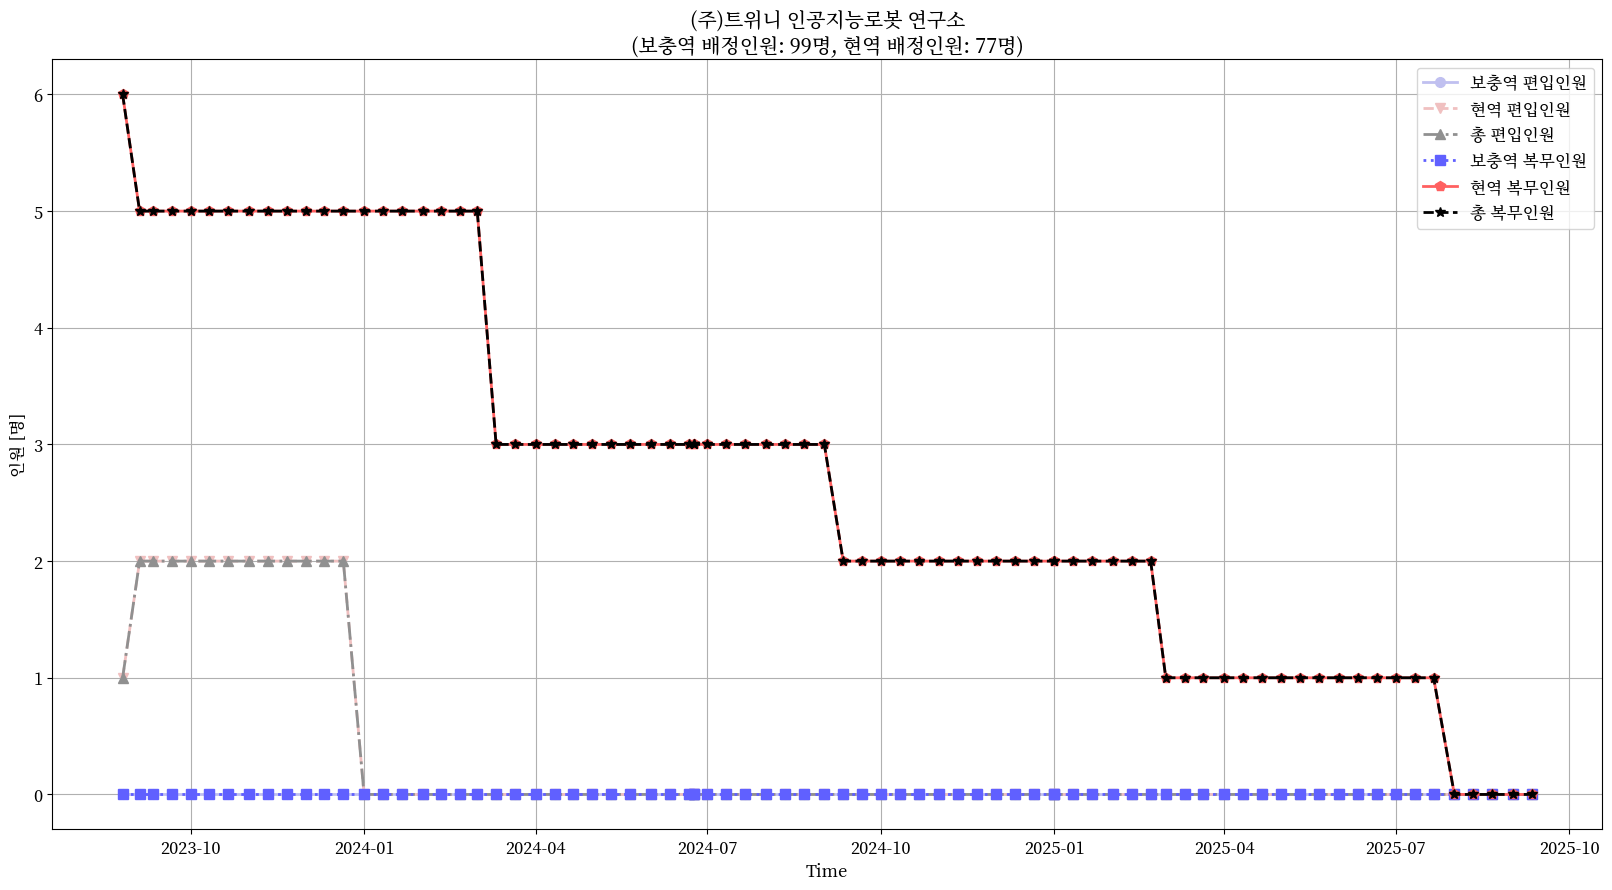 (주)트위니 인공지능로봇 연구소
(보충역 배정인원: 99명, 현역 배정인원: 77명)
보충역 편입인원
현역 편입인원
총 편입인원
보충역 복무인원
현역 복무인원
총 복무인원
인원 [명]
6
5
4
3
2
1
0
2023-10
2024-01
2024-04
2024-07
2024-10
2025-01
2025-04
2025-07
2025-10
Time